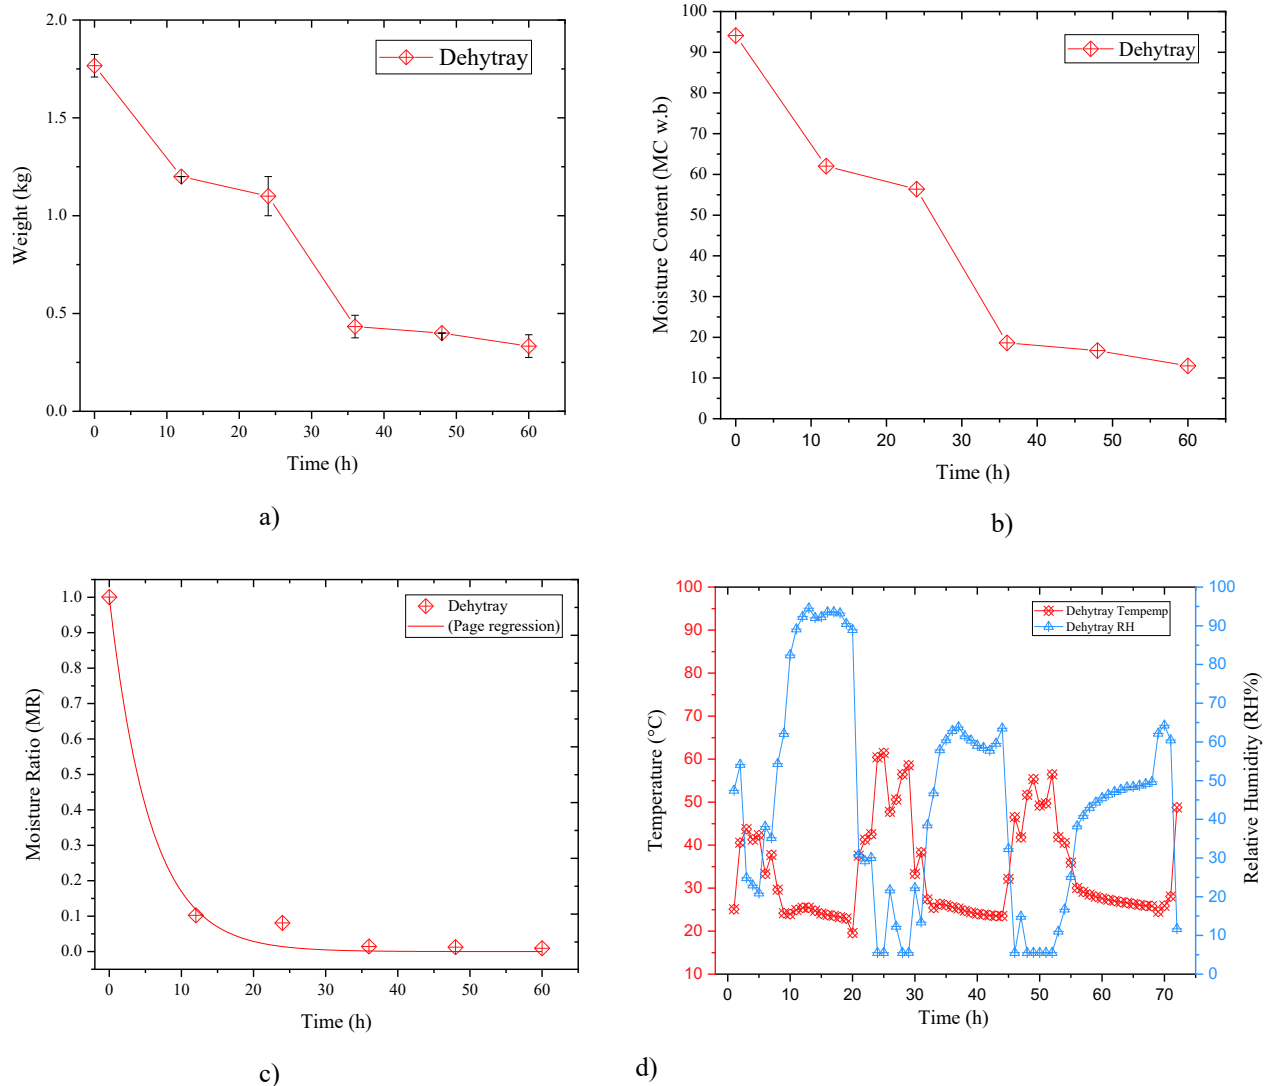 2.0
1.5
1.0
0.5
0.0
Weight (kg)
Dehytray
0 10 20 30 40 50 60
Time (h)
a)
100
90
80
70
60
50
40
30
20
10
0
Moisture Content (MC w.b)
Dehytray
0 10 20 30 40 50 60
Time (h)
b)
1.0
0.9
0.8
0.7
0.6
0.5
0.4
0.3
0.2
0.1
0.0
Moisture Ratio (MR)
Dehytray
(Page regression)
0 10 20 30 40 50 60
Time (h)
c)
100
90
80
70
60
50
40
30
20
10
Temperature (°C)
Dehytray Tempemp
Dehytray RH
100
90
80
70
60
50
40
30
20
10
0
Relative Humidity (RH%)
0 10 20 30 40 50 60 70
Time (h)
d)